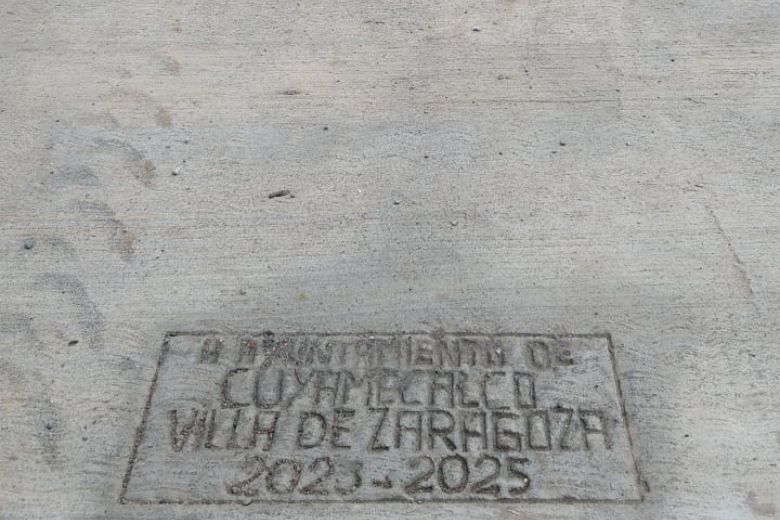 H AYUNTAMIENTO DE
CUYAMECALCO
VILLA DE ZARAGOZA
2023-2025